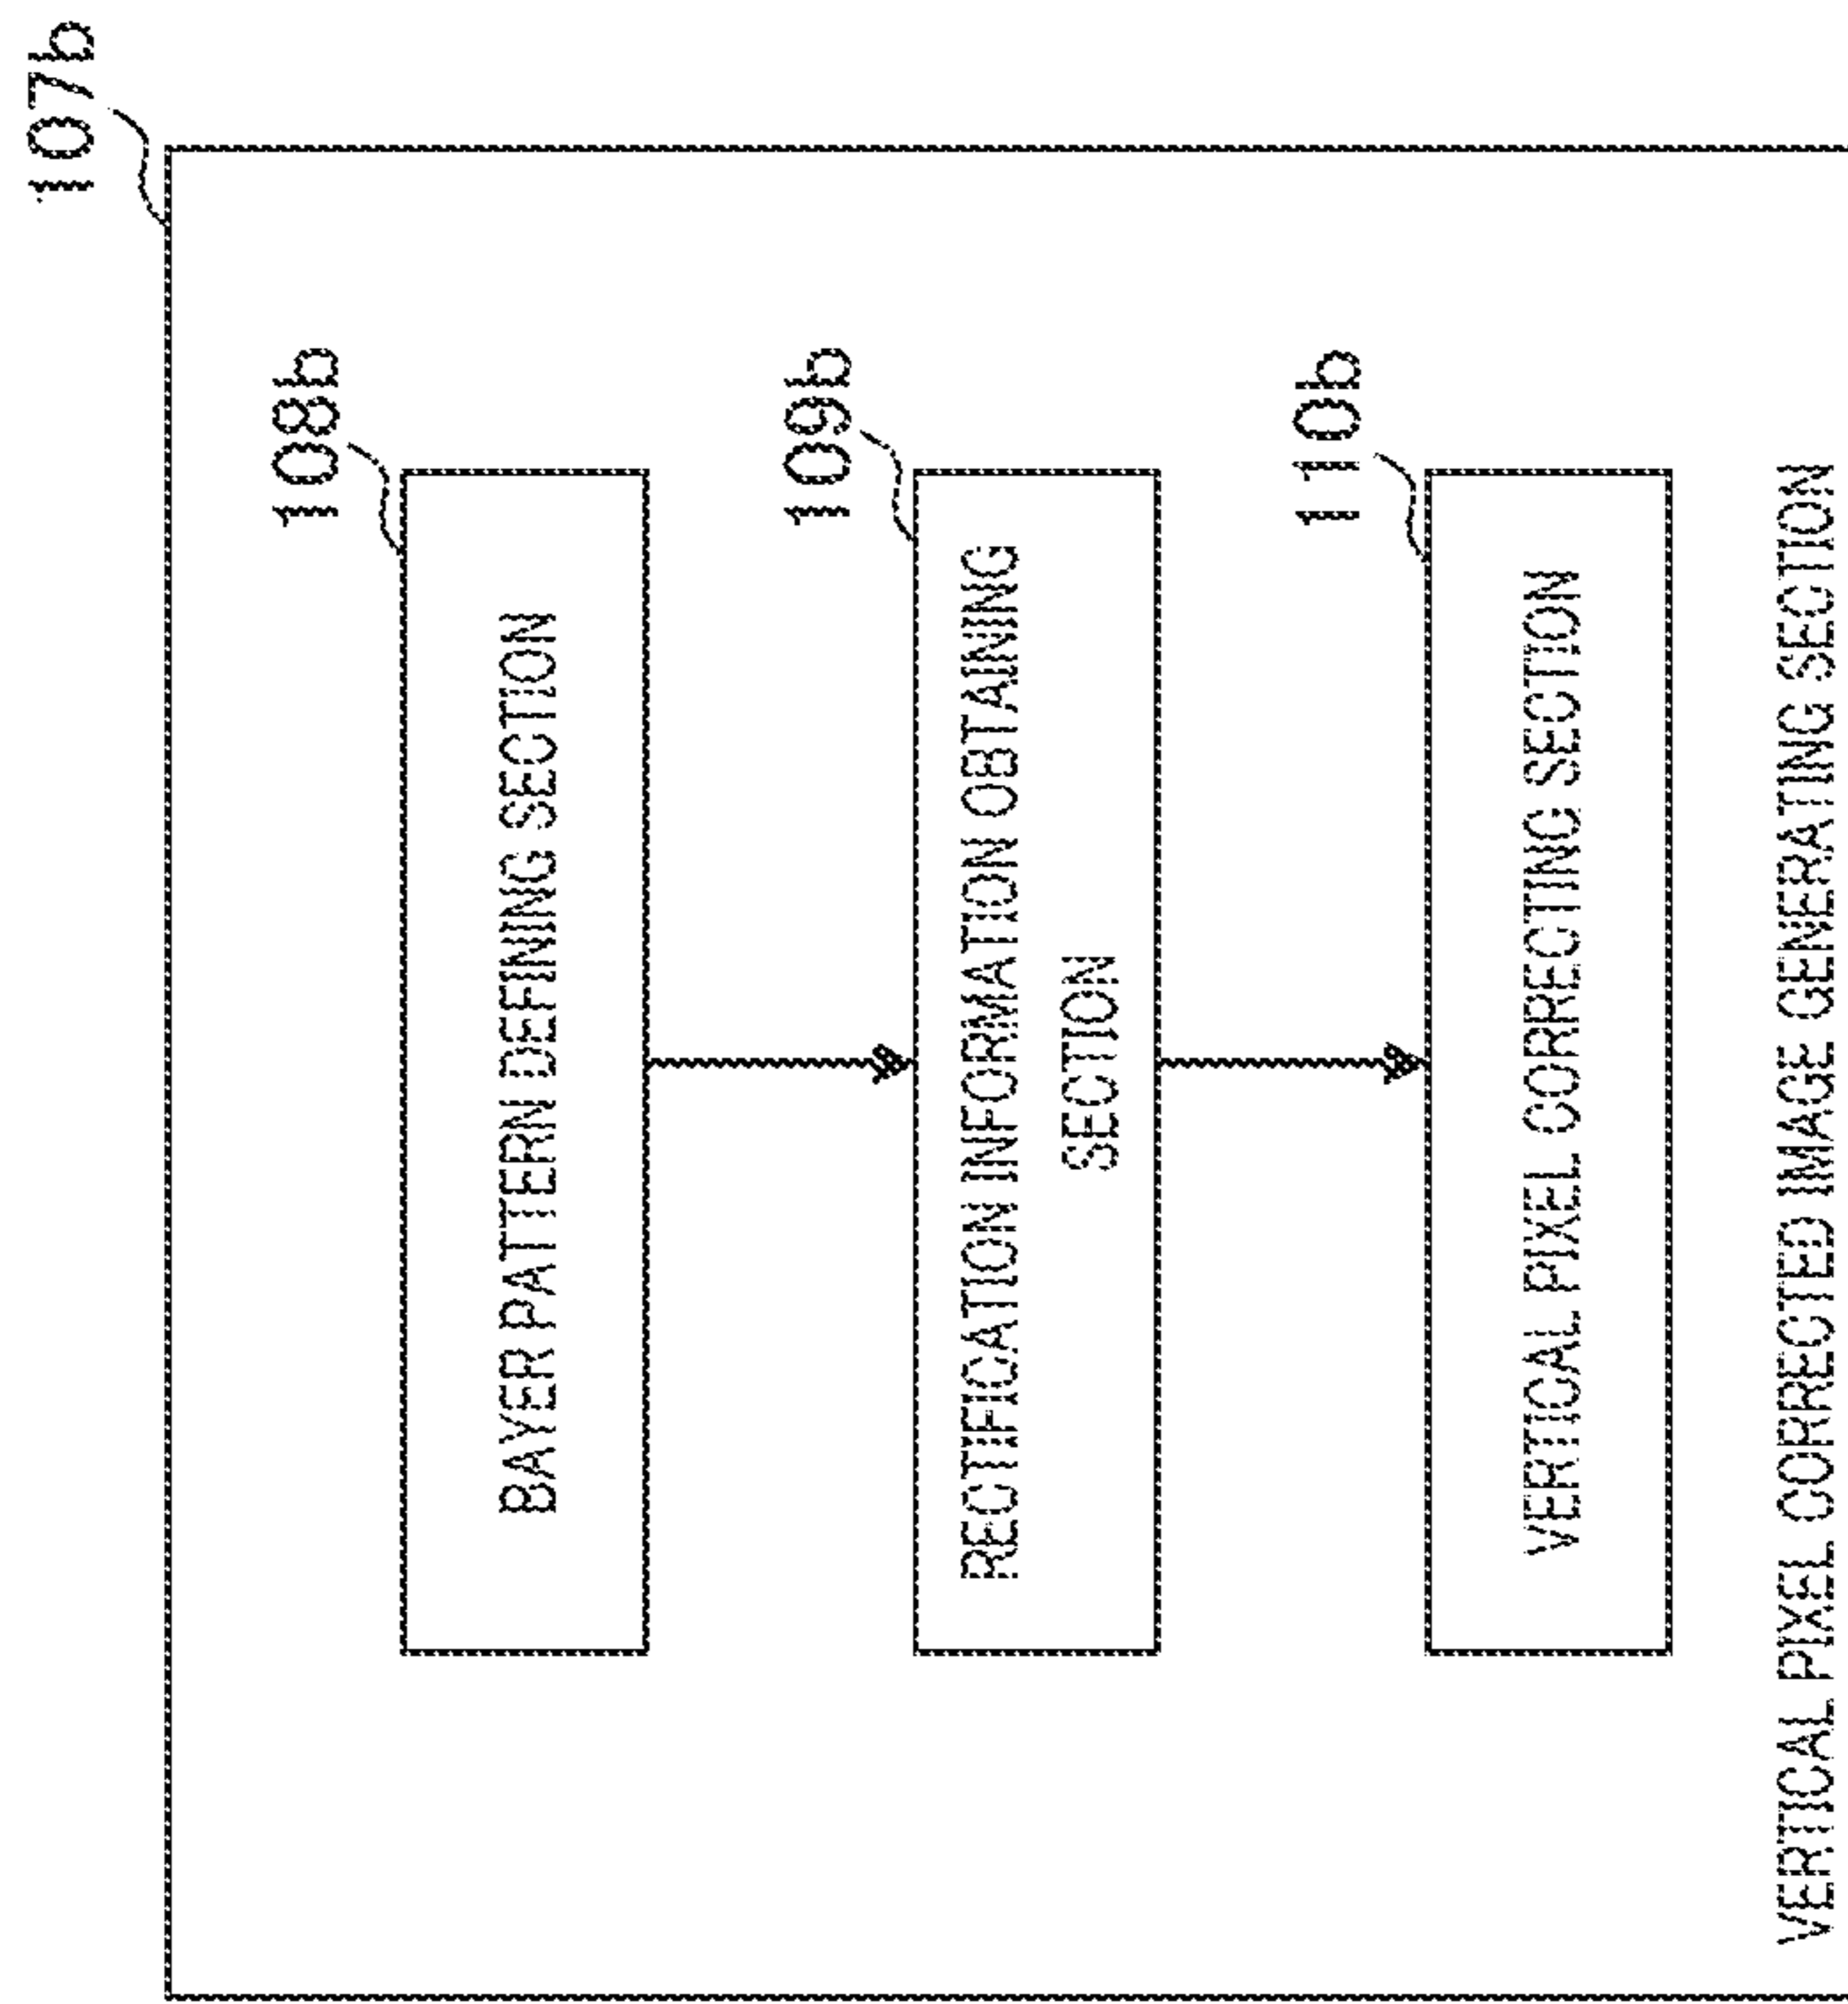 107b
108b
BAYER PATTERN DEFINING SECTION
109b
RECTIFICATION INFORMATION OBTAINING
SECTION
110b
VERTICAL PIXEL CORRECTING SECTION
VERTICAL PIXEL CORRECTED IMAGE GENERATING SECTION